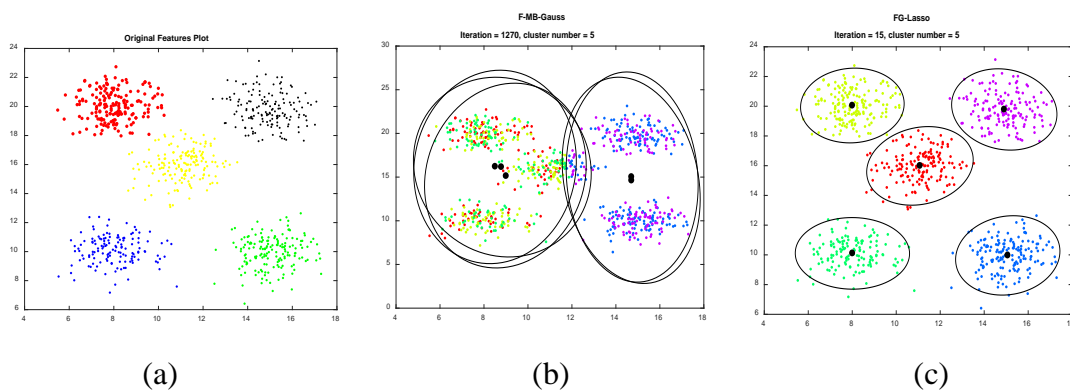 Original Features Plot
24
22
20
18
16
14
12
10
8
6
4 6 8 10 12 14 16 18
(a)
F-MB-Gauss
Iteration = 1270, cluster number = 5
30
25
20
15
10
5
0
4 6 8 10 12 14 16 18
(b)
FG-Lasso
Iteration = 15, cluster number = 5
24
22
20
18
16
14
12
10
8
6
4 6 8 10 12 14 16 18
(c)